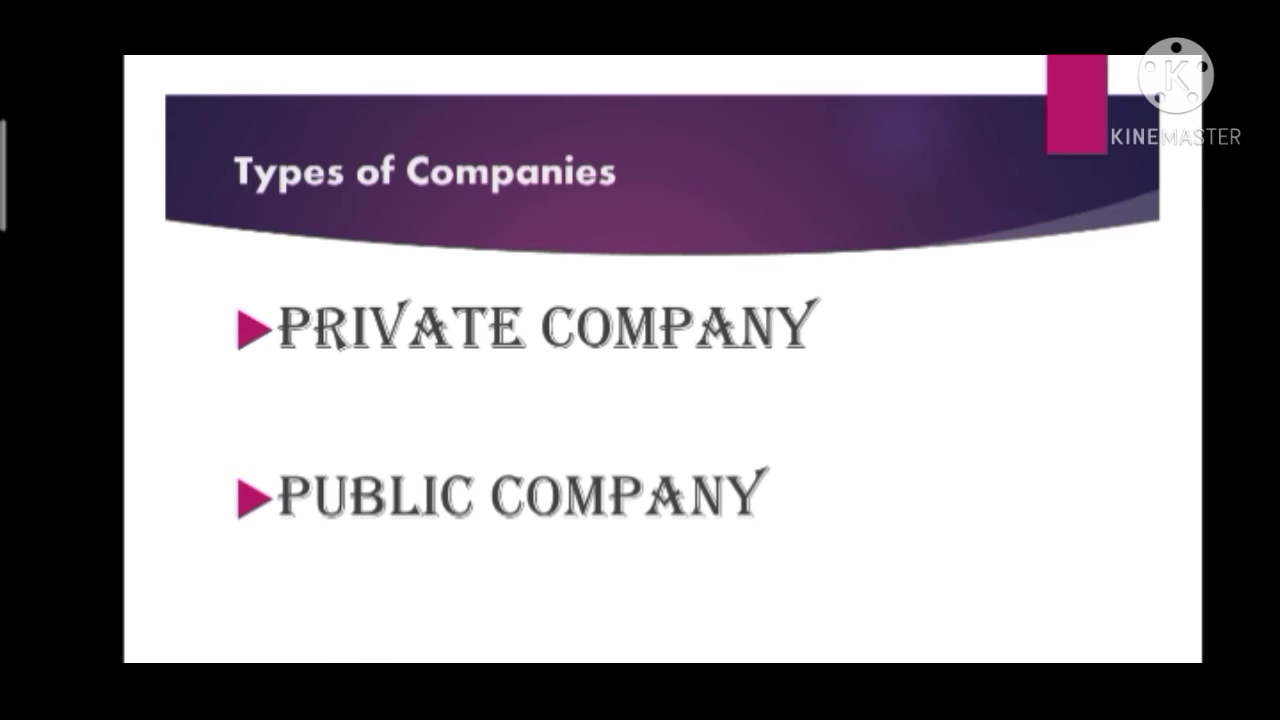 K
KINEMASTER
Types of Companies
PRIVATE COMPANY
PUBLIC COMPANY